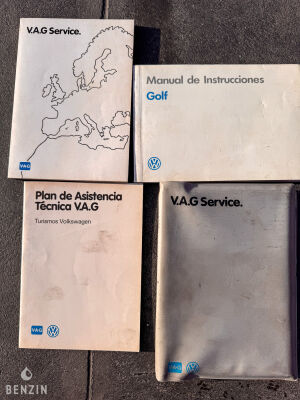 V.A.G Service.
V·A·G
Manual de Instrucciones
Golf
Plan de Asistencia
Técnica V.A.G
Turismos Volkswagen
V·A·G
V.A.G Service.
V·A·G
BENZIN